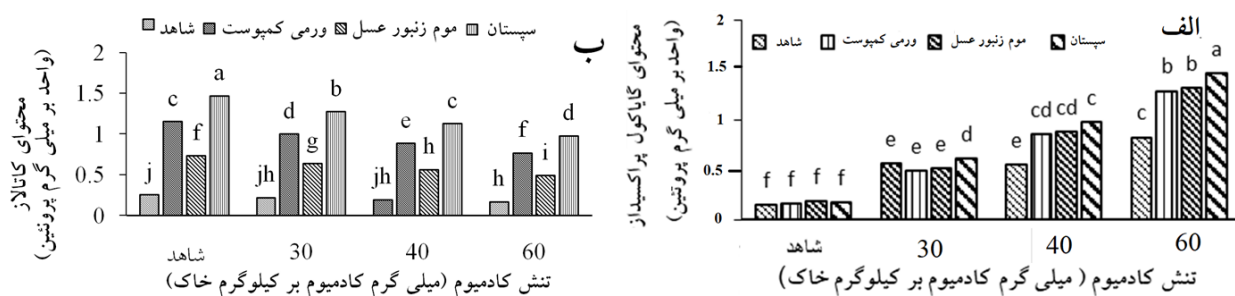 الف
شاهد ورمی کمپوست موم زنبور عسل سپستان
محتوای گایاکول پراکسیداز
(واحد بر میلی گرم پروتئین)
2
1.5
1
0.5
0
f f f f
e e e d
e cd cd c
c b b a
شاهد 30 40 60
تنش کادمیوم ( میلی گرم کادمیوم بر کیلوگرم خاک)
ب
شاهد ورمی کمپوست موم زنبور عسل سپستان
محتوای کاتالاز
(واحد بر میلی گرم پروتئین)
2
1.5
1
0.5
0
j c f a
jh d g b
jh e h c
h f i d
شاهد 30 40 60
تنش کادمیوم (میلی گرم کادمیوم بر کیلوگرم خاک)